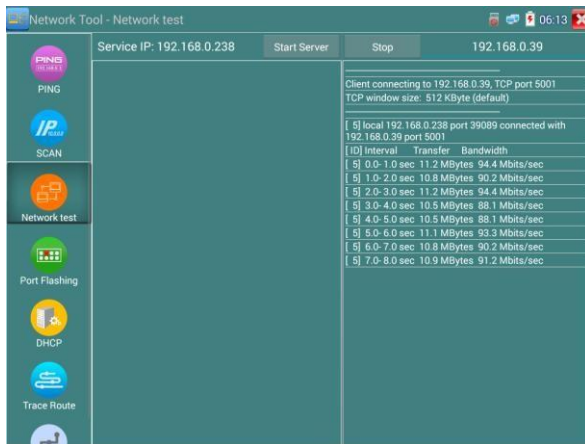 Network Tool - Network test
06:13
Service IP: 192.168.0.238
Start Server
Stop
192.168.0.39
PING
PING
IP
SCAN
Network test
Port Flashing
DHCP
Trace Route
Client connecting to 192.168.0.39, TCP port 5001
TCP window size: 512 KByte (default)
[ 5] local 192.168.0.238 port 39089 connected with
192.168.0.39 port 5001
[ID] Interval Transfer Bandwidth
[ 5] 0.0- 1.0 sec 11.2 MBytes 94.4 Mbits/sec
[ 5] 1.0- 2.0 sec 10.8 MBytes 90.2 Mbits/sec
[ 5] 2.0- 3.0 sec 11.2 MBytes 94.4 Mbits/sec
[ 5] 3.0- 4.0 sec 10.5 MBytes 88.1 Mbits/sec
[ 5] 4.0- 5.0 sec 10.5 MBytes 88.1 Mbits/sec
[ 5] 5.0- 6.0 sec 11.1 MBytes 93.3 Mbits/sec
[ 5] 6.0- 7.0 sec 10.8 MBytes 90.2 Mbits/sec
[ 5] 7.0- 8.0 sec 10.9 MBytes 91.2 Mbits/sec